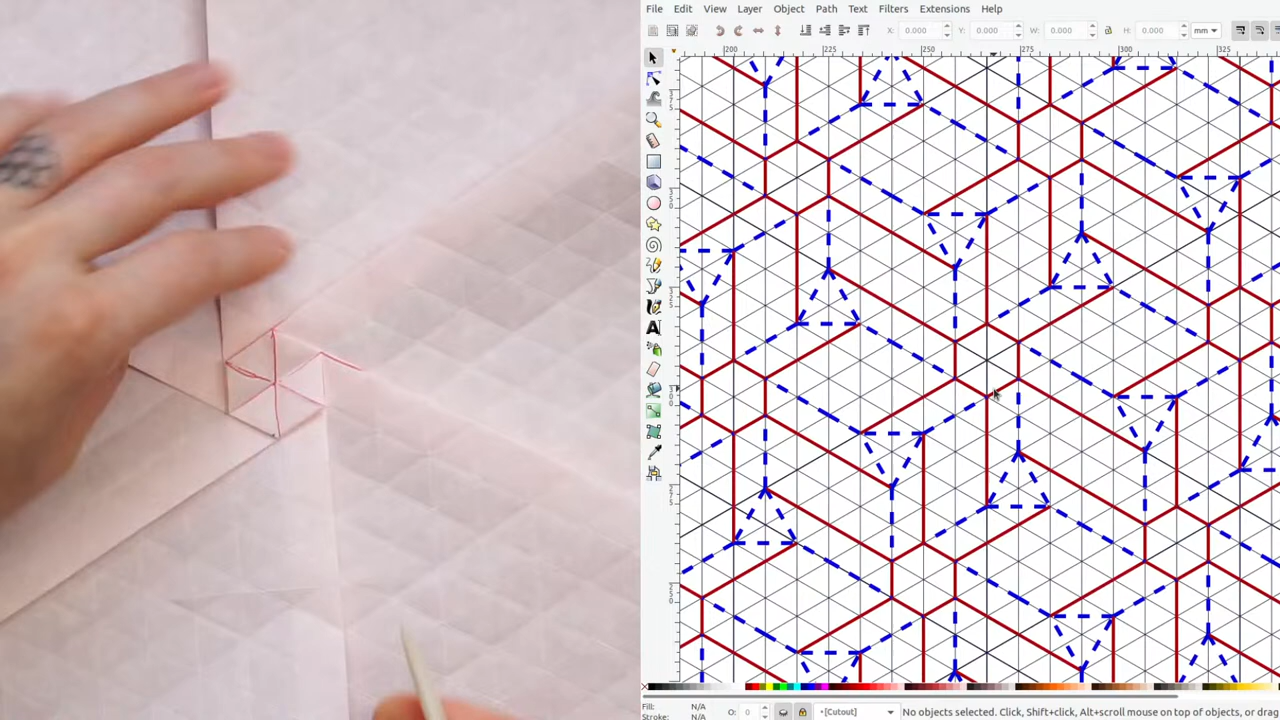 File Edit View Layer Object Path Text Filters Extensions Help
X: 0.000 Y: 0.000 W: 0.000 H: 0.000 mm
200 225 250 275 300 325
Fill: N/A
Stroke: N/A
O: 0
•[Cutout]
No objects selected. Click, Shift+click, Alt+scroll mouse on top of objects, or drag